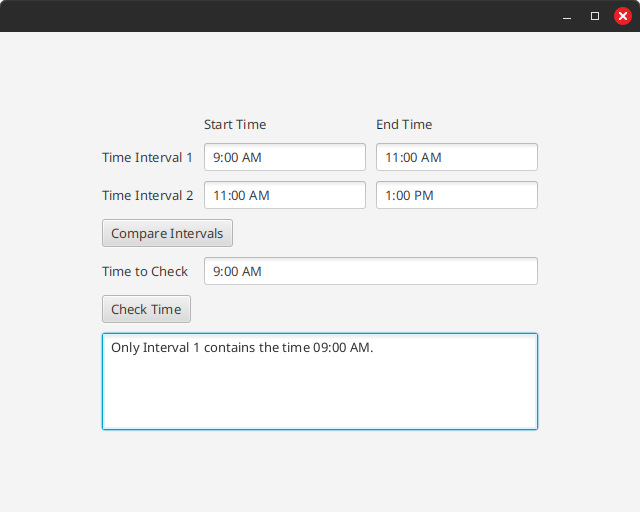 Start Time End Time
Time Interval 1 9:00 AM 11:00 AM
Time Interval 2 11:00 AM 1:00 PM
Compare Intervals
Time to Check 9:00 AM
Check Time
Only Interval 1 contains the time 09:00 AM.